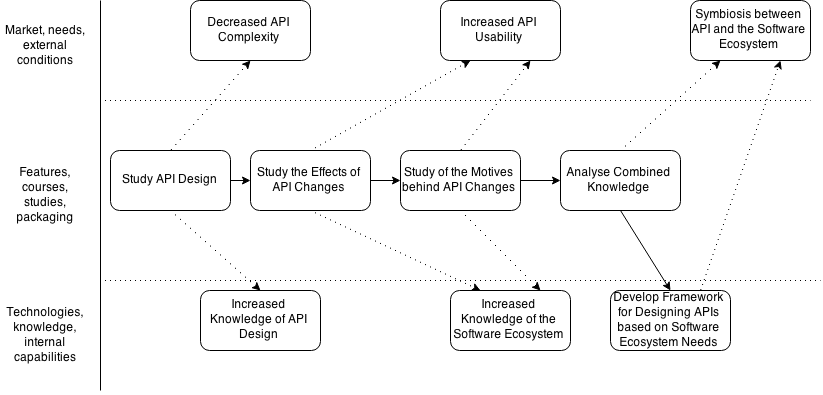 Market, needs,
external
conditions
Decreased API
Complexity
Increased API
Usability
Symbiosis between
API and the Software
Ecosystem
Features,
courses,
studies,
packaging
Study API Design
Study the Effects of
API Changes
Study of the Motives
behind API Changes
Analyse Combined
Knowledge
Technologies,
knowledge,
internal
capabilities
Increased
Knowledge of API
Design
Increased
Knowledge of the
Software Ecosystem
Develop Framework
for Designing APIs
based on Software
Ecosystem Needs